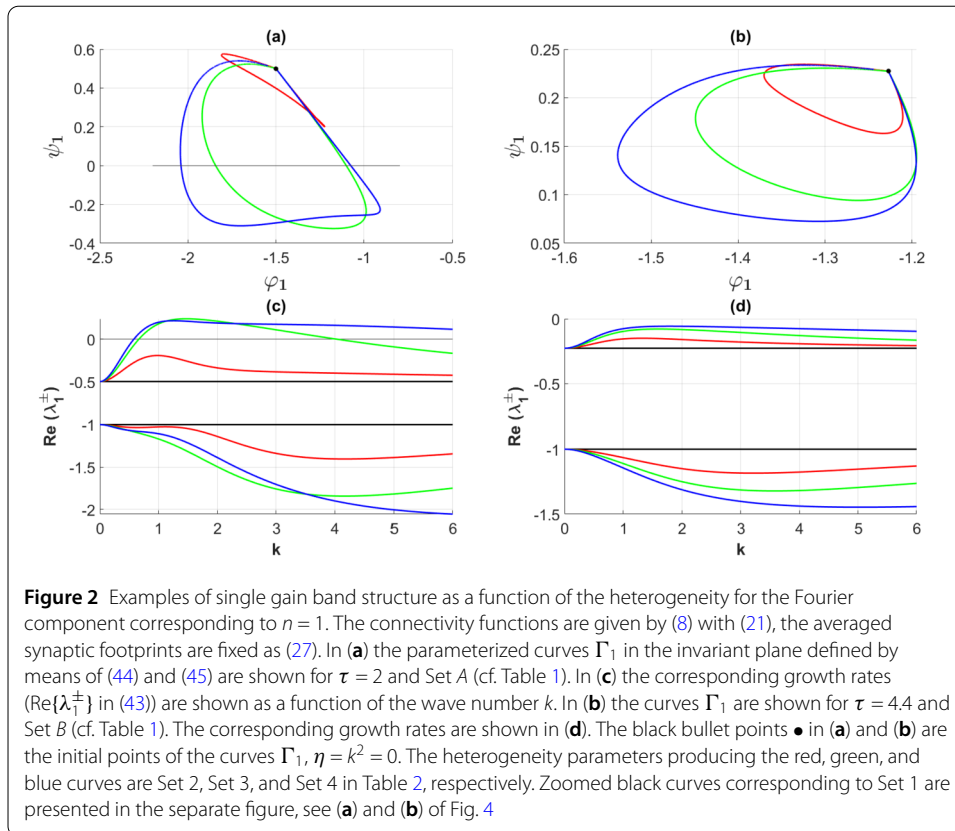 (a)
0.6
0.4
0.2
0
-0.2
-0.4
ψ₁
-2.5 -2 -1.5 -1 -0.5
φ₁
(b)
0.25
0.2
0.15
0.1
0.05
ψ₁
-1.6 -1.5 -1.4 -1.3 -1.2
φ₁
(c)
0
-0.5
-1
-1.5
-2
Re (λ₁^±)
0 1 2 3 4 5 6
k
(d)
0
-0.5
-1
-1.5
Re (λ₁^±)
0 1 2 3 4 5 6
k
Figure 2 Examples of single gain band structure as a function of the heterogeneity for the Fourier
component corresponding to n = 1. The connectivity functions are given by (8) with (21), the averaged
synaptic footprints are fixed as (27). In (a) the parameterized curves Γ₁ in the invariant plane defined by
means of (44) and (45) are shown for τ = 2 and Set A (cf. Table 1). In (c) the corresponding growth rates
(Re{λ₁^±} in (43)) are shown as a function of the wave number k. In (b) the curves Γ₁ are shown for τ = 4.4 and
Set B (cf. Table 1). The corresponding growth rates are shown in (d). The black bullet points • in (a) and (b) are
the initial points of the curves Γ₁, η = k² = 0. The heterogeneity parameters producing the red, green, and
blue curves are Set 2, Set 3, and Set 4 in Table 2, respectively. Zoomed black curves corresponding to Set 1 are
presented in the separate figure, see (a) and (b) of Fig. 4